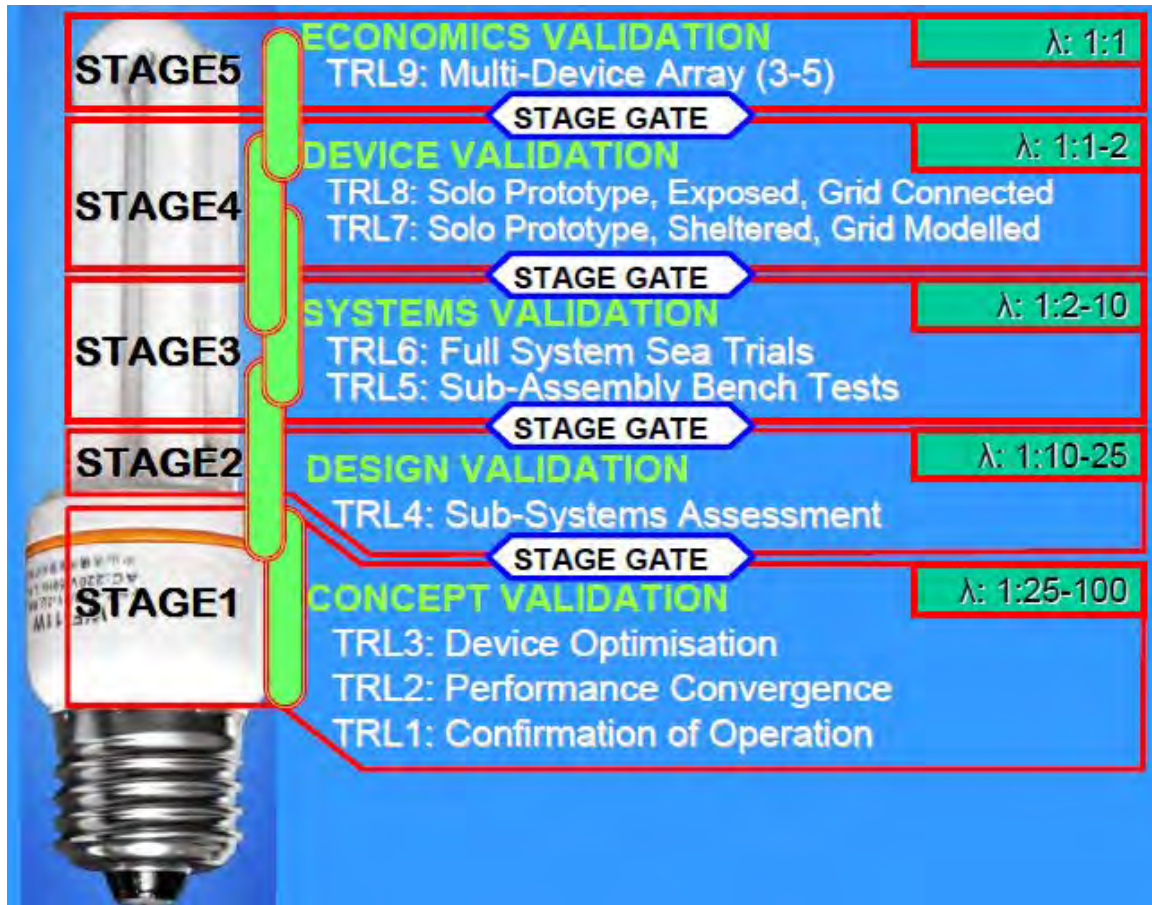 STAGE5
ECONOMICS VALIDATION
λ: 1:1
TRL9: Multi-Device Array (3-5)
STAGE GATE
STAGE4
DEVICE VALIDATION
λ: 1:1-2
TRL8: Solo Prototype, Exposed, Grid Connected
TRL7: Solo Prototype, Sheltered, Grid Modelled
STAGE GATE
STAGE3
SYSTEMS VALIDATION
λ: 1:2-10
TRL6: Full System Sea Trials
TRL5: Sub-Assembly Bench Tests
STAGE GATE
STAGE2
DESIGN VALIDATION
λ: 1:10-25
TRL4: Sub-Systems Assessment
STAGE GATE
STAGE1
CONCEPT VALIDATION
λ: 1:25-100
TRL3: Device Optimisation
TRL2: Performance Convergence
TRL1: Confirmation of Operation
11W